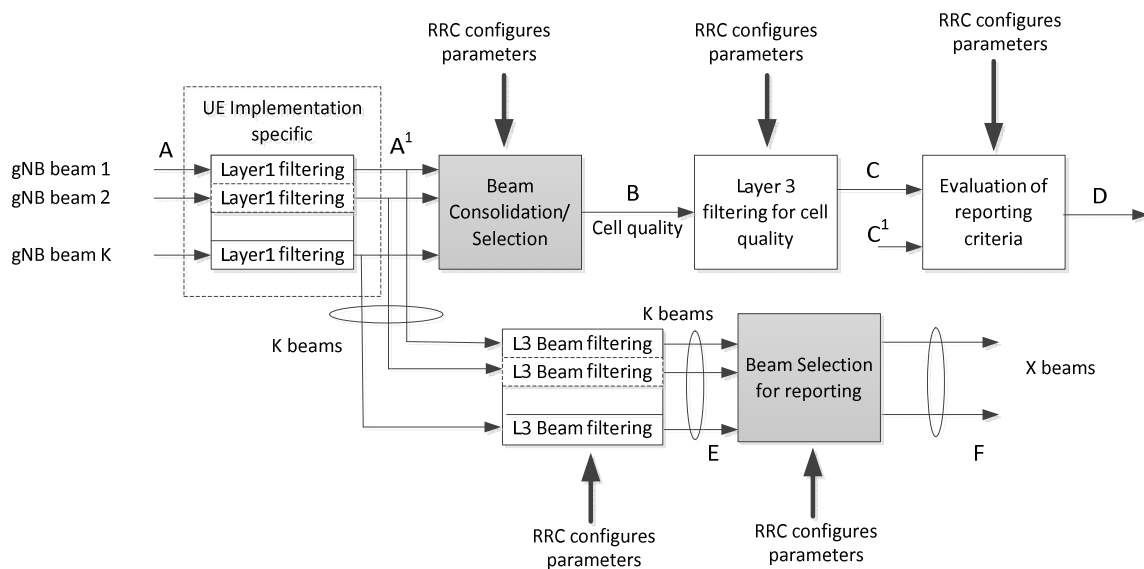 RRC configures
parameters
RRC configures
parameters
RRC configures
parameters
UE Implementation
specific
A
A¹
gNB beam 1
gNB beam 2
gNB beam K
Layer1 filtering
Layer1 filtering
Layer1 filtering
Beam
Consolidation/
Selection
B
Cell quality
Layer 3
filtering for cell
quality
C
C¹
Evaluation of
reporting
criteria
D
K beams
L3 Beam filtering
L3 Beam filtering
L3 Beam filtering
K beams
E
Beam Selection
for reporting
X beams
F
RRC configures
parameters
RRC configures
parameters